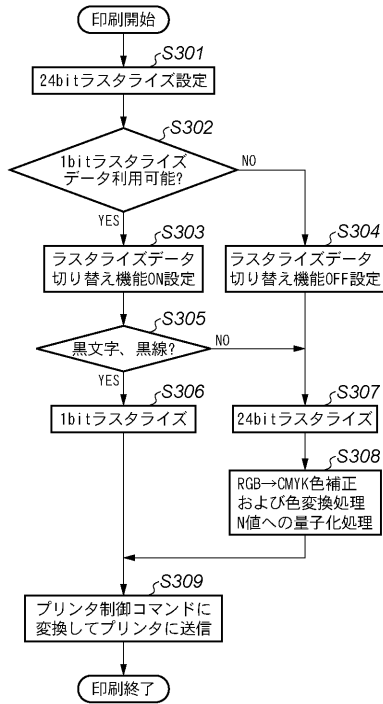 印刷開始
S301
24bitラスタライズ設定
S302
1bitラスタライズ
データ利用可能?
NO
YES
S303
ラスタライズデータ
切り替え機能ON設定
S304
ラスタライズデータ
切り替え機能OFF設定
S305
黒文字、黒線?
NO
YES
S306
1bitラスタライズ
S307
24bitラスタライズ
S308
RGB→CMYK色補正
および色変換処理
N値への量子化処理
S309
プリンタ制御コマンドに
変換してプリンタに送信
印刷終了